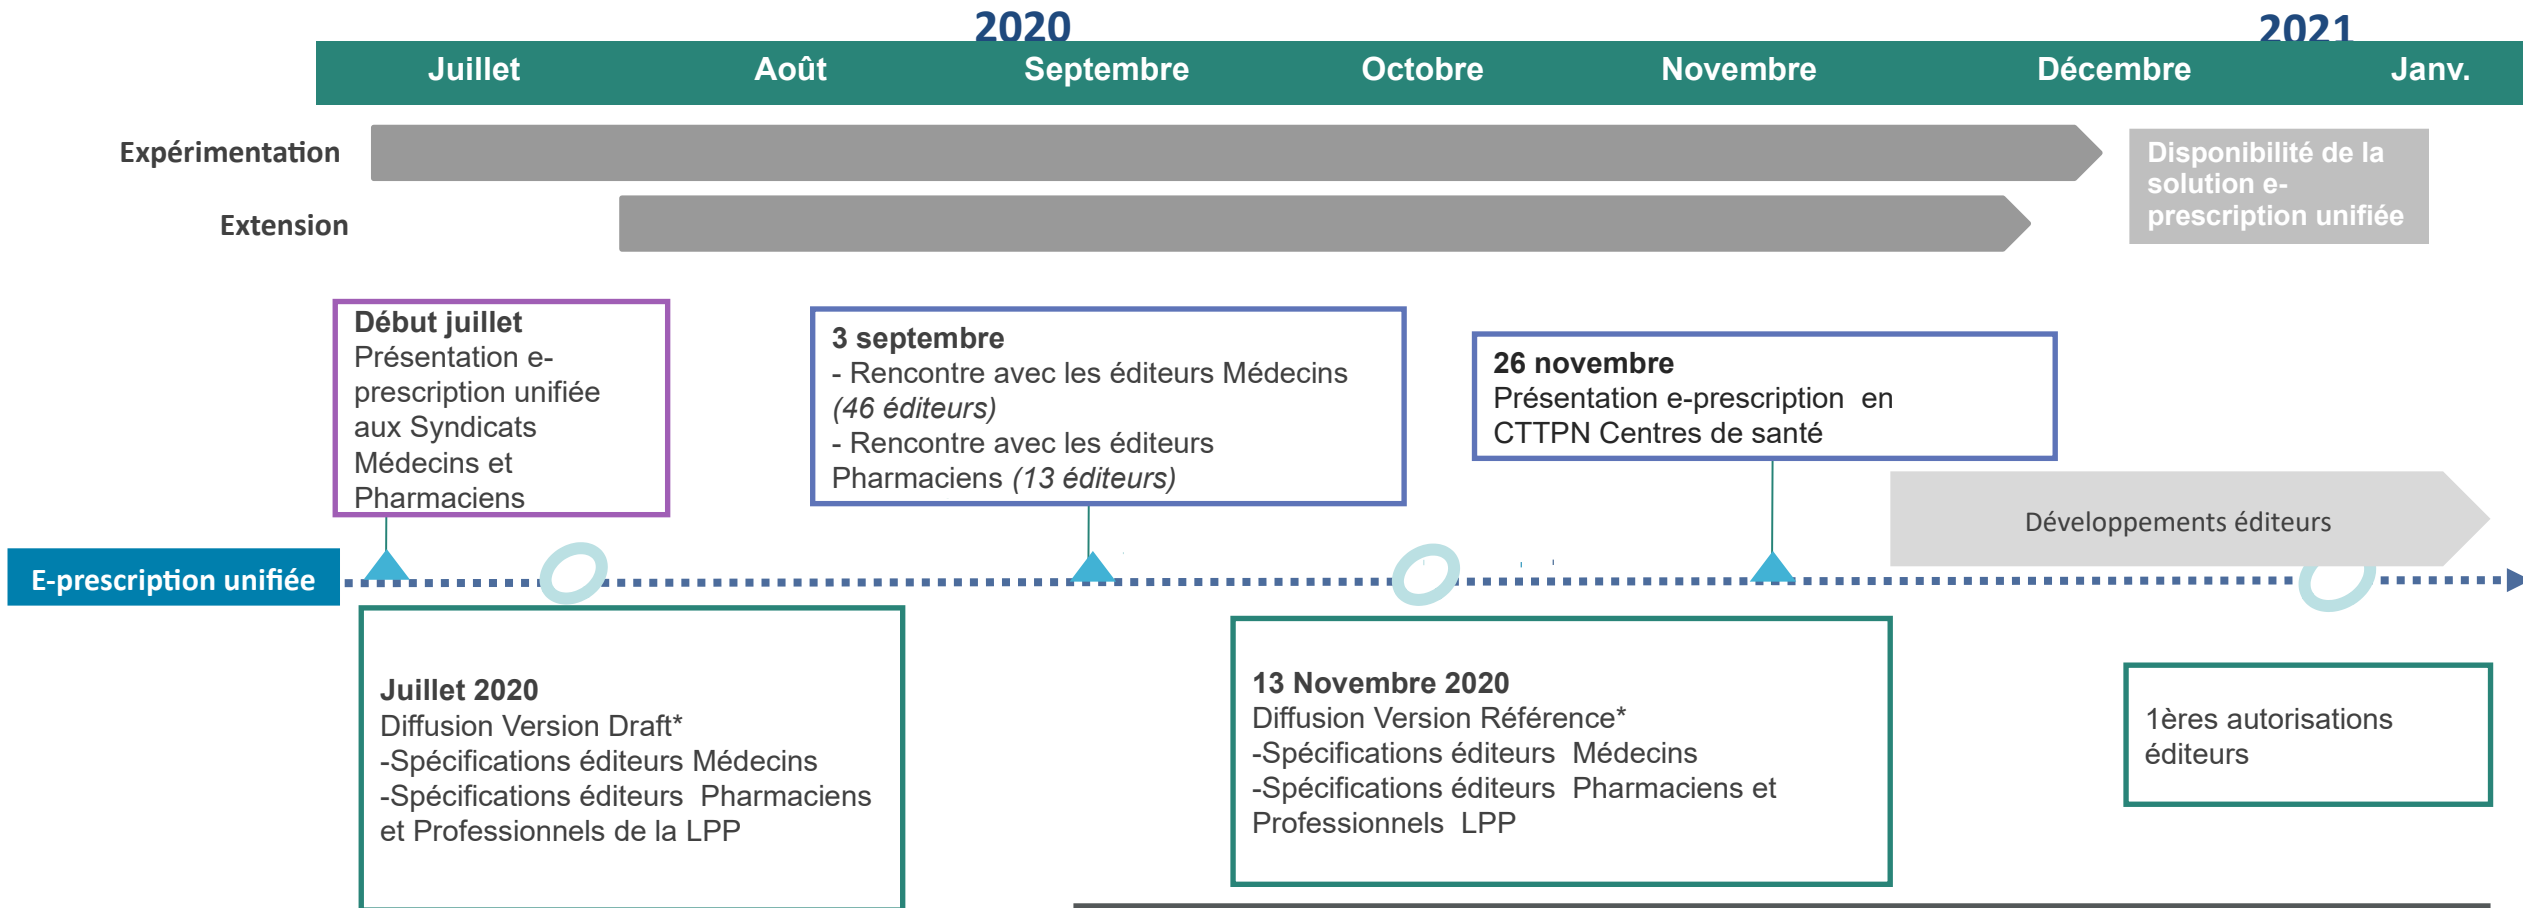 2020
2021
Juillet
Août
Septembre
Octobre
Novembre
Décembre
Janv.
Expérimentation
Disponibilité de la
solution e-
prescription unifiée
Extension
Début juillet
Présentation e-
prescription unifiée
aux Syndicats
Médecins et
Pharmaciens
3 septembre
- Rencontre avec les éditeurs Médecins
(46 éditeurs)
- Rencontre avec les éditeurs
Pharmaciens (13 éditeurs)
26 novembre
Présentation e-prescription  en
CTTPN Centres de santé
Développements éditeurs
E-prescription unifiée
Juillet 2020
Diffusion Version Draft*
-Spécifications éditeurs Médecins
-Spécifications éditeurs  Pharmaciens
et Professionnels de la LPP
13 Novembre 2020
Diffusion Version Référence*
-Spécifications éditeurs  Médecins
-Spécifications éditeurs  Pharmaciens et
Professionnels  LPP
1ères autorisations
éditeurs